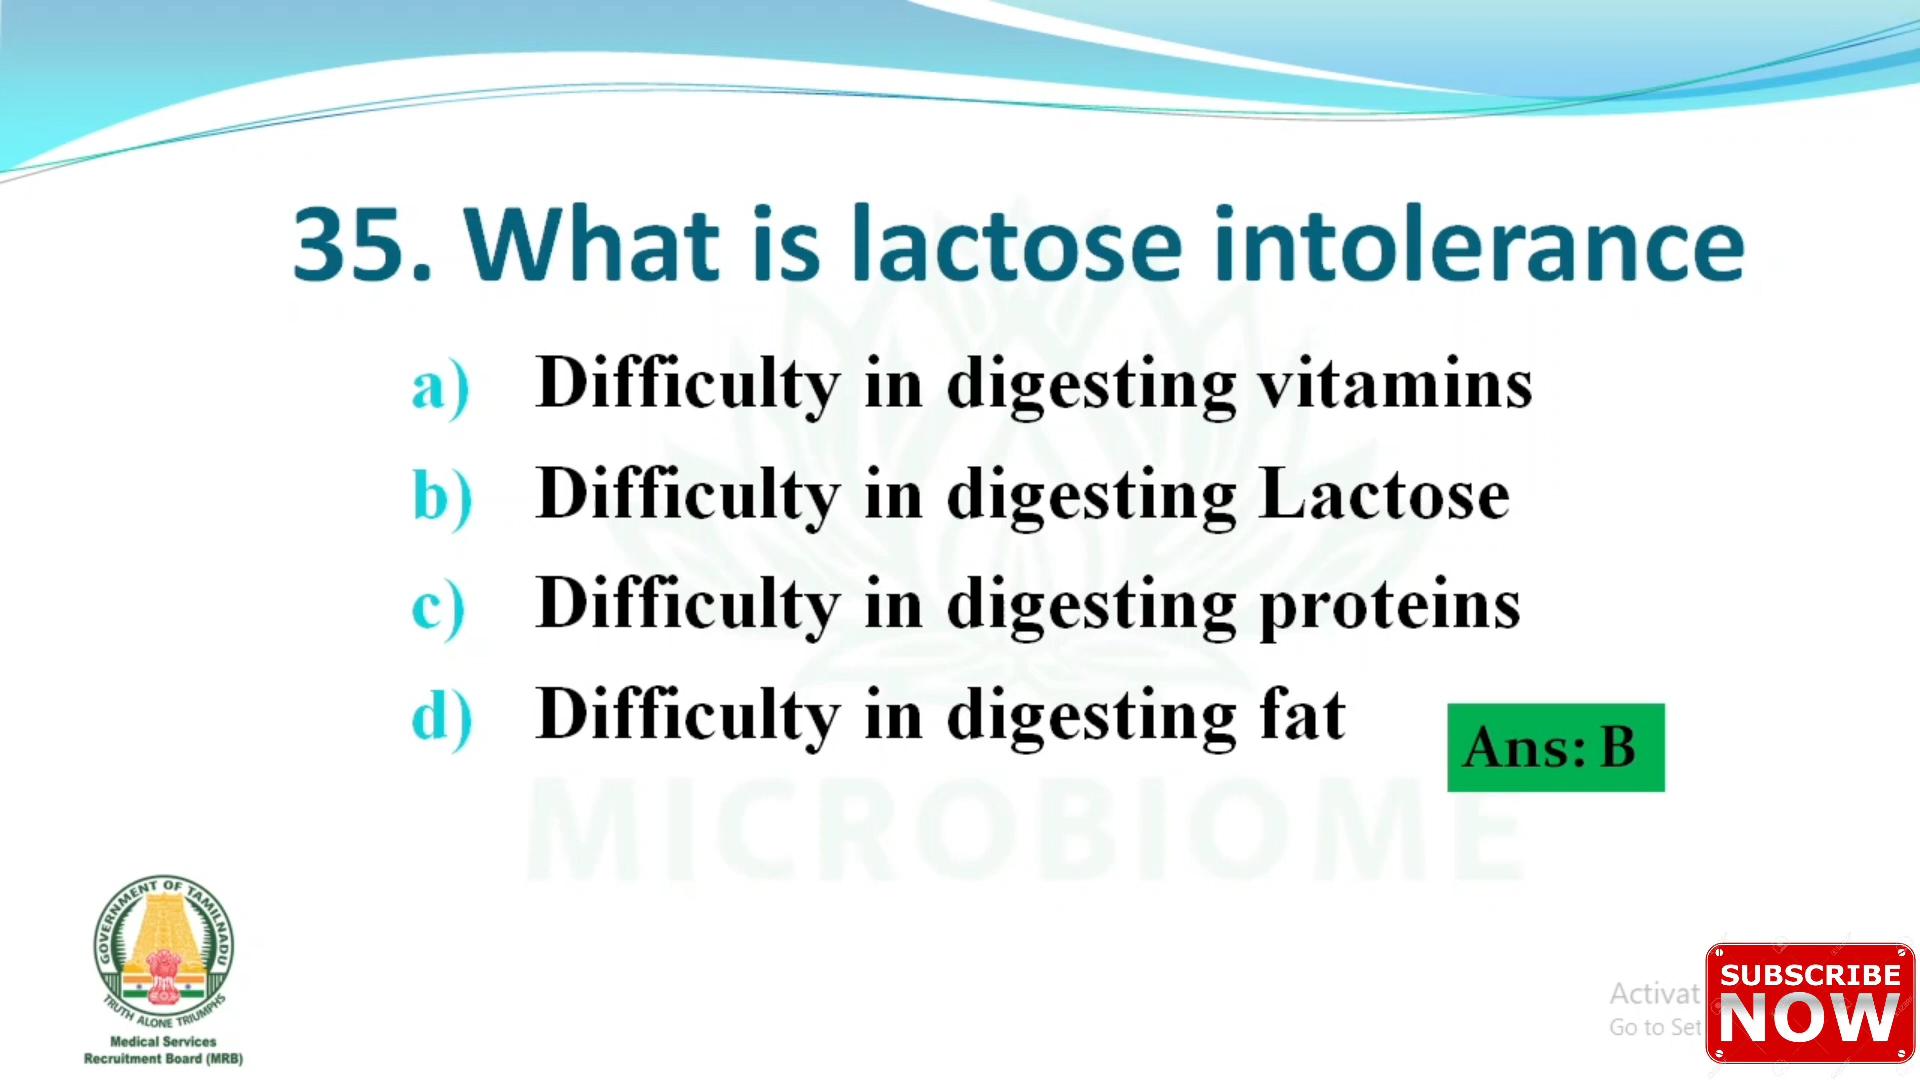 35. What is lactose intolerance
a) Difficulty in digesting vitamins
b) Difficulty in digesting Lactose
c) Difficulty in digesting proteins
d) Difficulty in digesting fat
Ans: B
MICROBIOME
GOVERNMENT OF TAMILNADU
TRUTH ALONE TRIUMPHS
Medical Services
Recruitment Board (MRB)
Activat
Go to Set
SUBSCRIBE
NOW